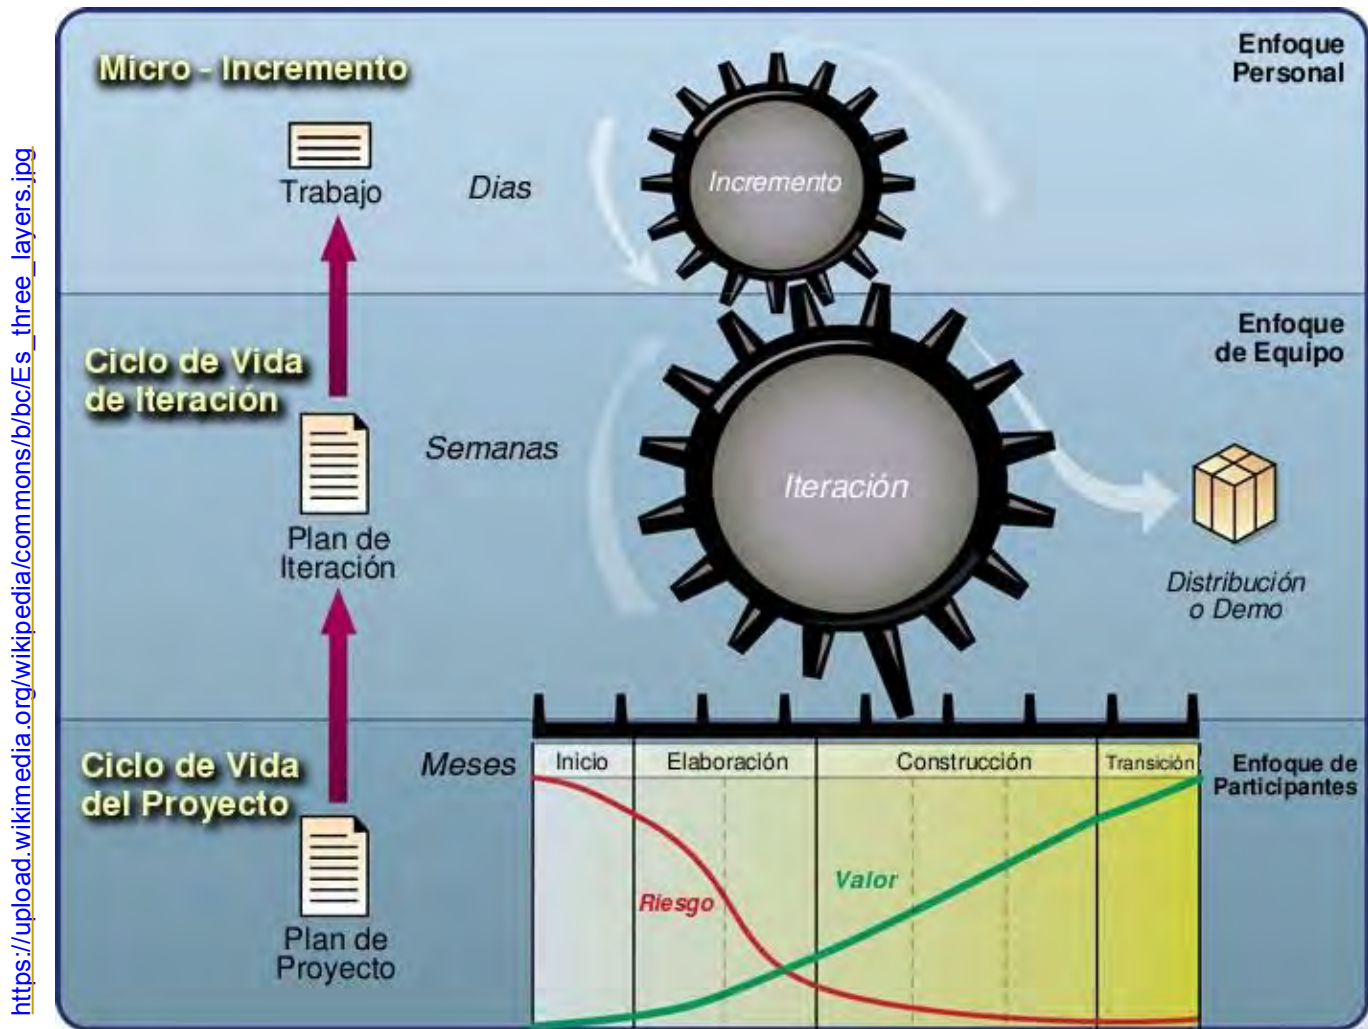 https://upload.wikimedia.org/wikipedia/commons/b/bc/Es_three_layers.jpg
Micro - Incremento
Enfoque
Personal
Trabajo
Dias
Incremento
Ciclo de Vida
de Iteración
Enfoque
de Equipo
Semanas
Iteración
Plan de
Iteración
Distribución
o Demo
Ciclo de Vida
del Proyecto
Meses
Inicio
Elaboración
Construcción
Transición
Enfoque de
Participantes
Riesgo
Valor
Plan de
Proyecto